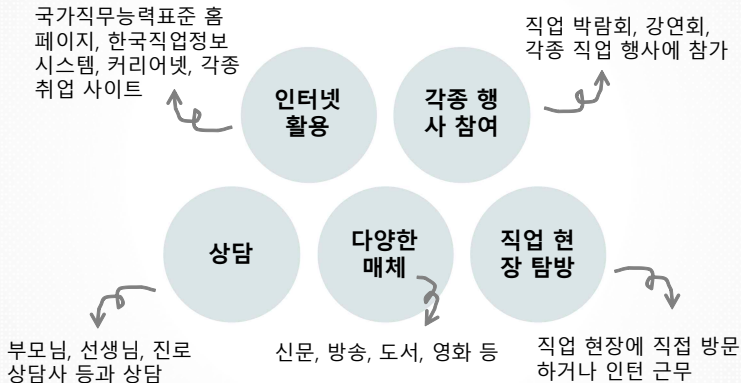 국가직무능력표준 홈
페이지, 한국직업정보
시스템, 커리어넷, 각종
취업 사이트
직업 박람회, 강연회,
각종 직업 행사에 참가
인터넷
활용
각종 행
사 참여
상담
다양한
매체
직업 현
장 탐방
부모님, 선생님, 진로
상담사 등과 상담
신문, 방송, 도서, 영화 등
직업 현장에 직접 방문
하거나 인턴 근무